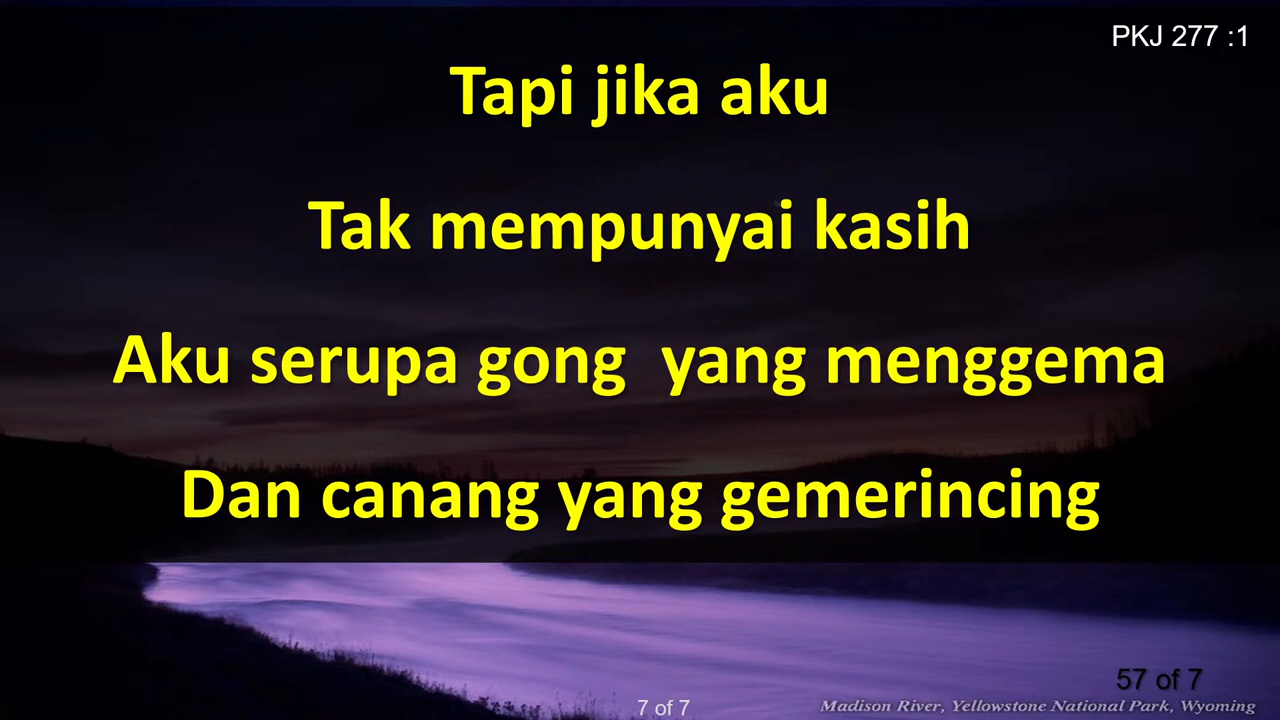 PKJ 277 :1
Tapi jika aku
Tak mempunyai kasih
Aku serupa gong yang menggema
Dan canang yang gemerincing
57 of 7
7 of 7
Madison River, Yellowstone National Park, Wyoming